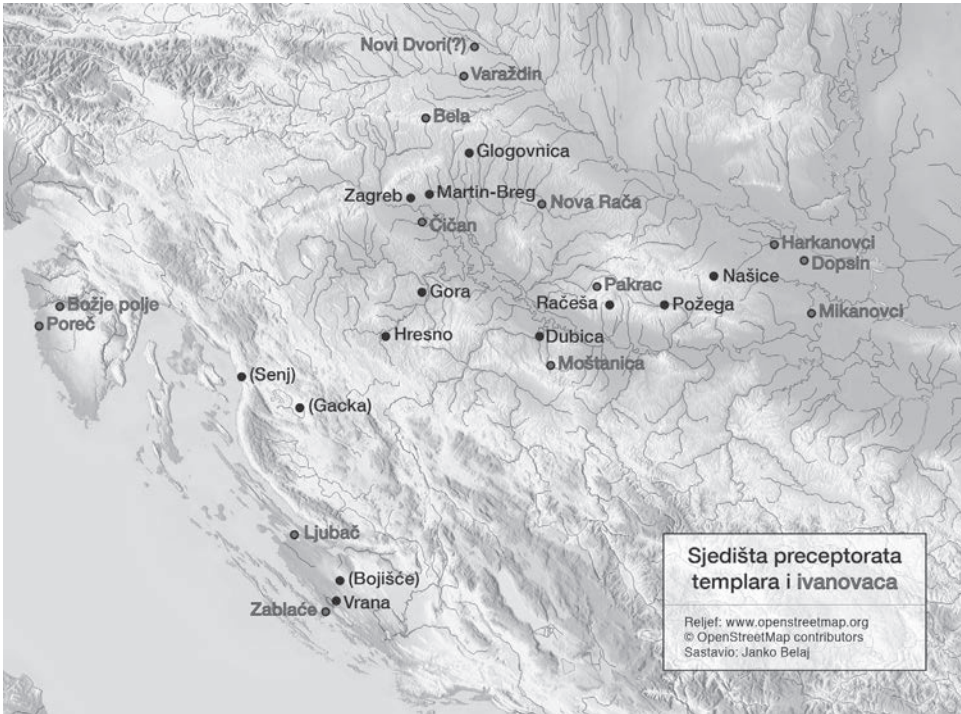 Novi Dvori(?)
Varaždin
Bela
Glogovnica
Zagreb
Martin-Breg
Nova Rača
Čičan
Harkanovci
Dopsin
Našice
Pakrac
Gora
Račeša
Požega
Božje polje
Mikanovci
Poreč
Hresno
Dubica
Moštanica
(Senj)
(Gacka)
Ljubač
(Bojišće)
Vrana
Zablaće
Sjedišta preceptorata
templara i ivanovaca
Reljef: www.openstreetmap.org
© OpenStreetMap contributors
Sastavio: Janko Belaj